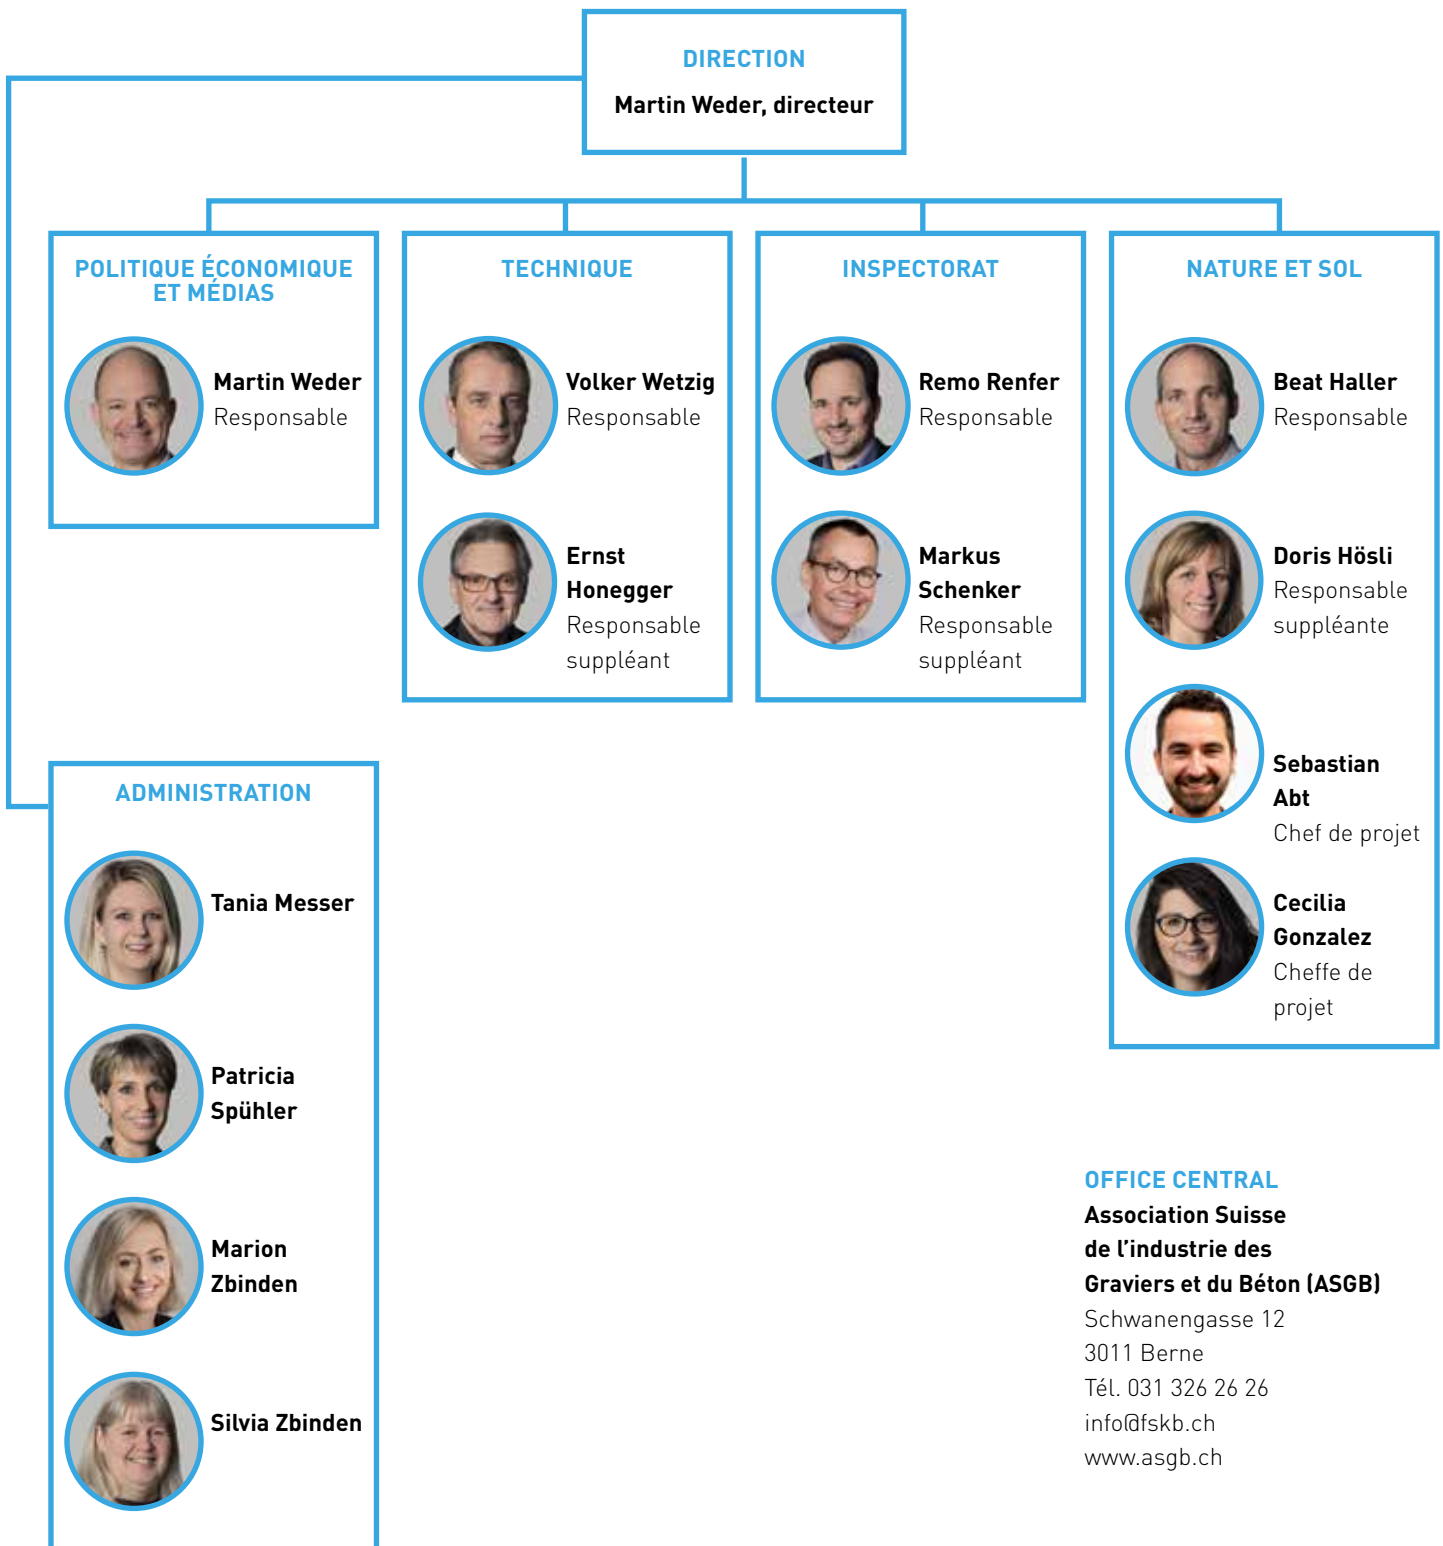 DIRECTION
Martin Weder, directeur
POLITIQUE ÉCONOMIQUE
ET MÉDIAS
Martin Weder
Responsable
TECHNIQUE
Volker Wetzig
Responsable
Ernst
Honegger
Responsable
suppléant
INSPECTORAT
Remo Renfer
Responsable
Markus
Schenker
Responsable
suppléant
NATURE ET SOL
Beat Haller
Responsable
Doris Hösli
Responsable
suppléante
Sebastian
Abt
Chef de projet
Cecilia
Gonzalez
Cheffe de
projet
ADMINISTRATION
Tania Messer
Patricia
Spühler
Marion
Zbinden
Silvia Zbinden
OFFICE CENTRAL
Association Suisse
de l’industrie des
Graviers et du Béton (ASGB)
Schwanengasse 12
3011 Berne
Tél. 031 326 26 26
info@fskb.ch
www.asgb.ch